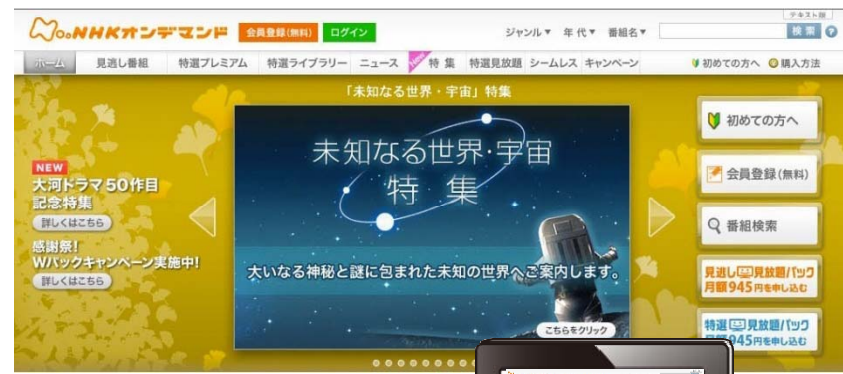 テキスト版
NHKオンデマンド 会員登録(無料) ログイン ジャンル▼ 年代▼ 番組名▼ 検索 ?
ホーム 見逃し番組 特選プレミアム 特選ライブラリー ニュース New 特集 特選見放題 シームレス キャンペーン 初めての方へ 購入方法
「未知なる世界・宇宙」特集
未知なる世界・宇宙
特集
大いなる神秘と謎に包まれた未知の世界へご案内します。
こちらをクリック
NEW
大河ドラマ50作目
記念特集
詳しくはこちら
感謝祭!
Wパックキャンペーン実施中!
詳しくはこちら
初めての方へ
会員登録(無料)
番組検索
見逃し見放題パック
月額945円を申し込む
特選見放題パック
945円を申し込む